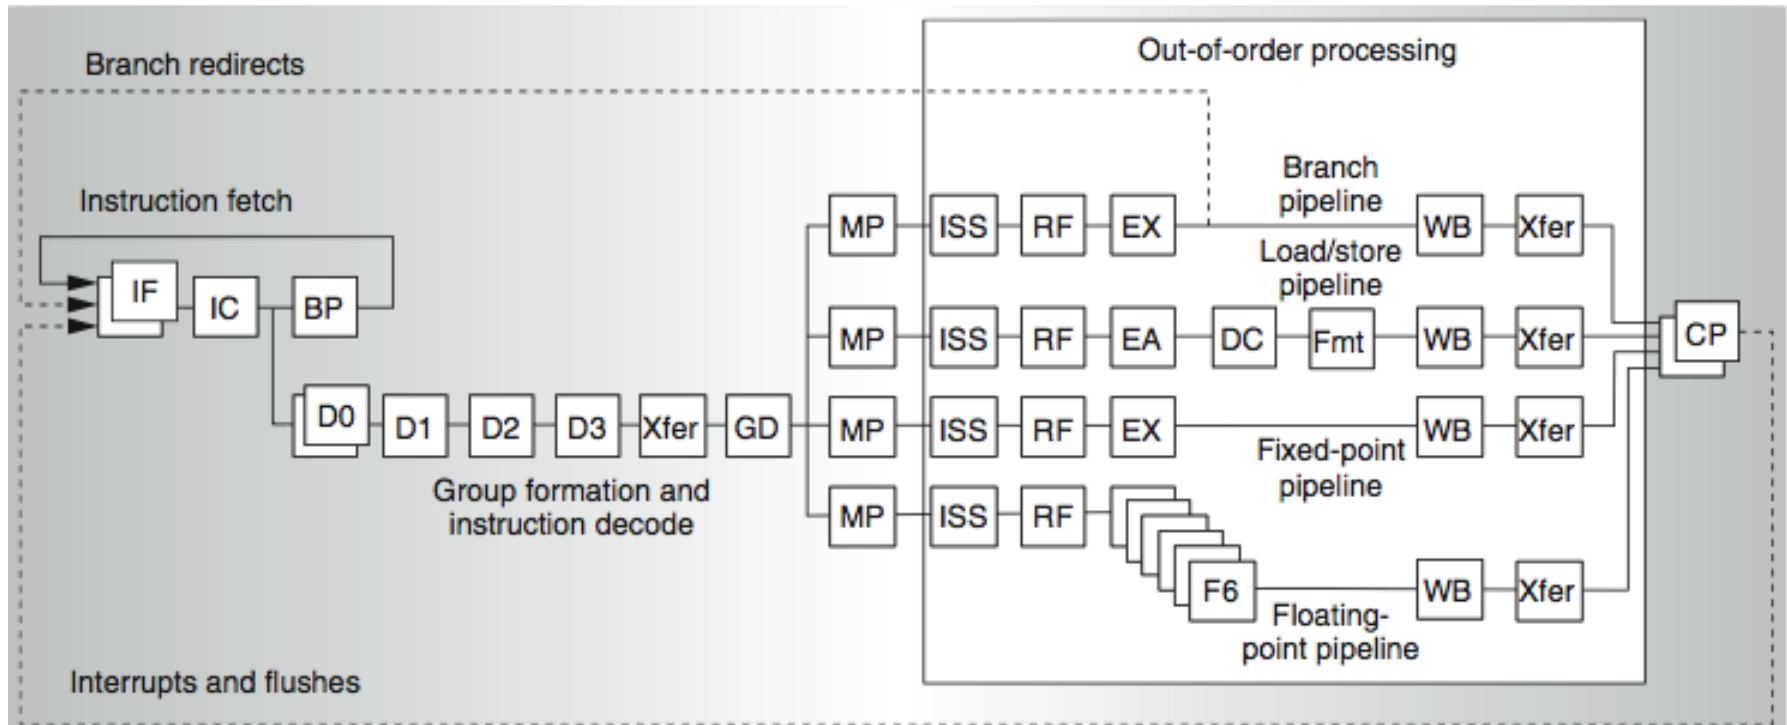 Out-of-order processing
Branch redirects
Instruction fetch
Branch
pipeline
MP ISS RF EX WB Xfer
Load/store
pipeline
IF IC BP
MP ISS RF EA DC Fmt WB Xfer
CP
D0 D1 D2 D3 Xfer GD
MP ISS RF EX WB Xfer
Fixed-point
pipeline
Group formation and
instruction decode
MP ISS RF
F6 WB Xfer
Floating-
point pipeline
Interrupts and flushes